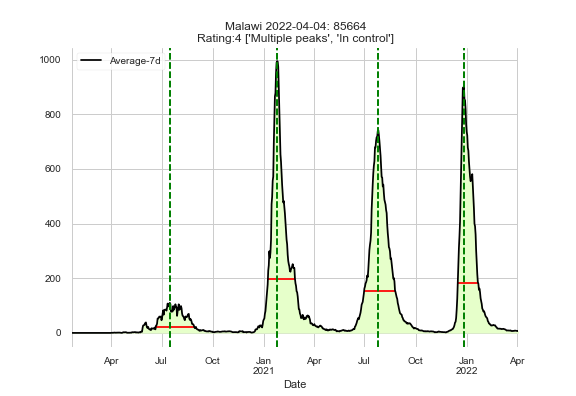 Malawi 2022-04-04: 85664
Rating:4 ['Multiple peaks', 'In control']
Average-7d
1000
800
600
400
200
0
Apr Jul Oct Jan Apr Jul Oct Jan Apr
2021 2022
Date